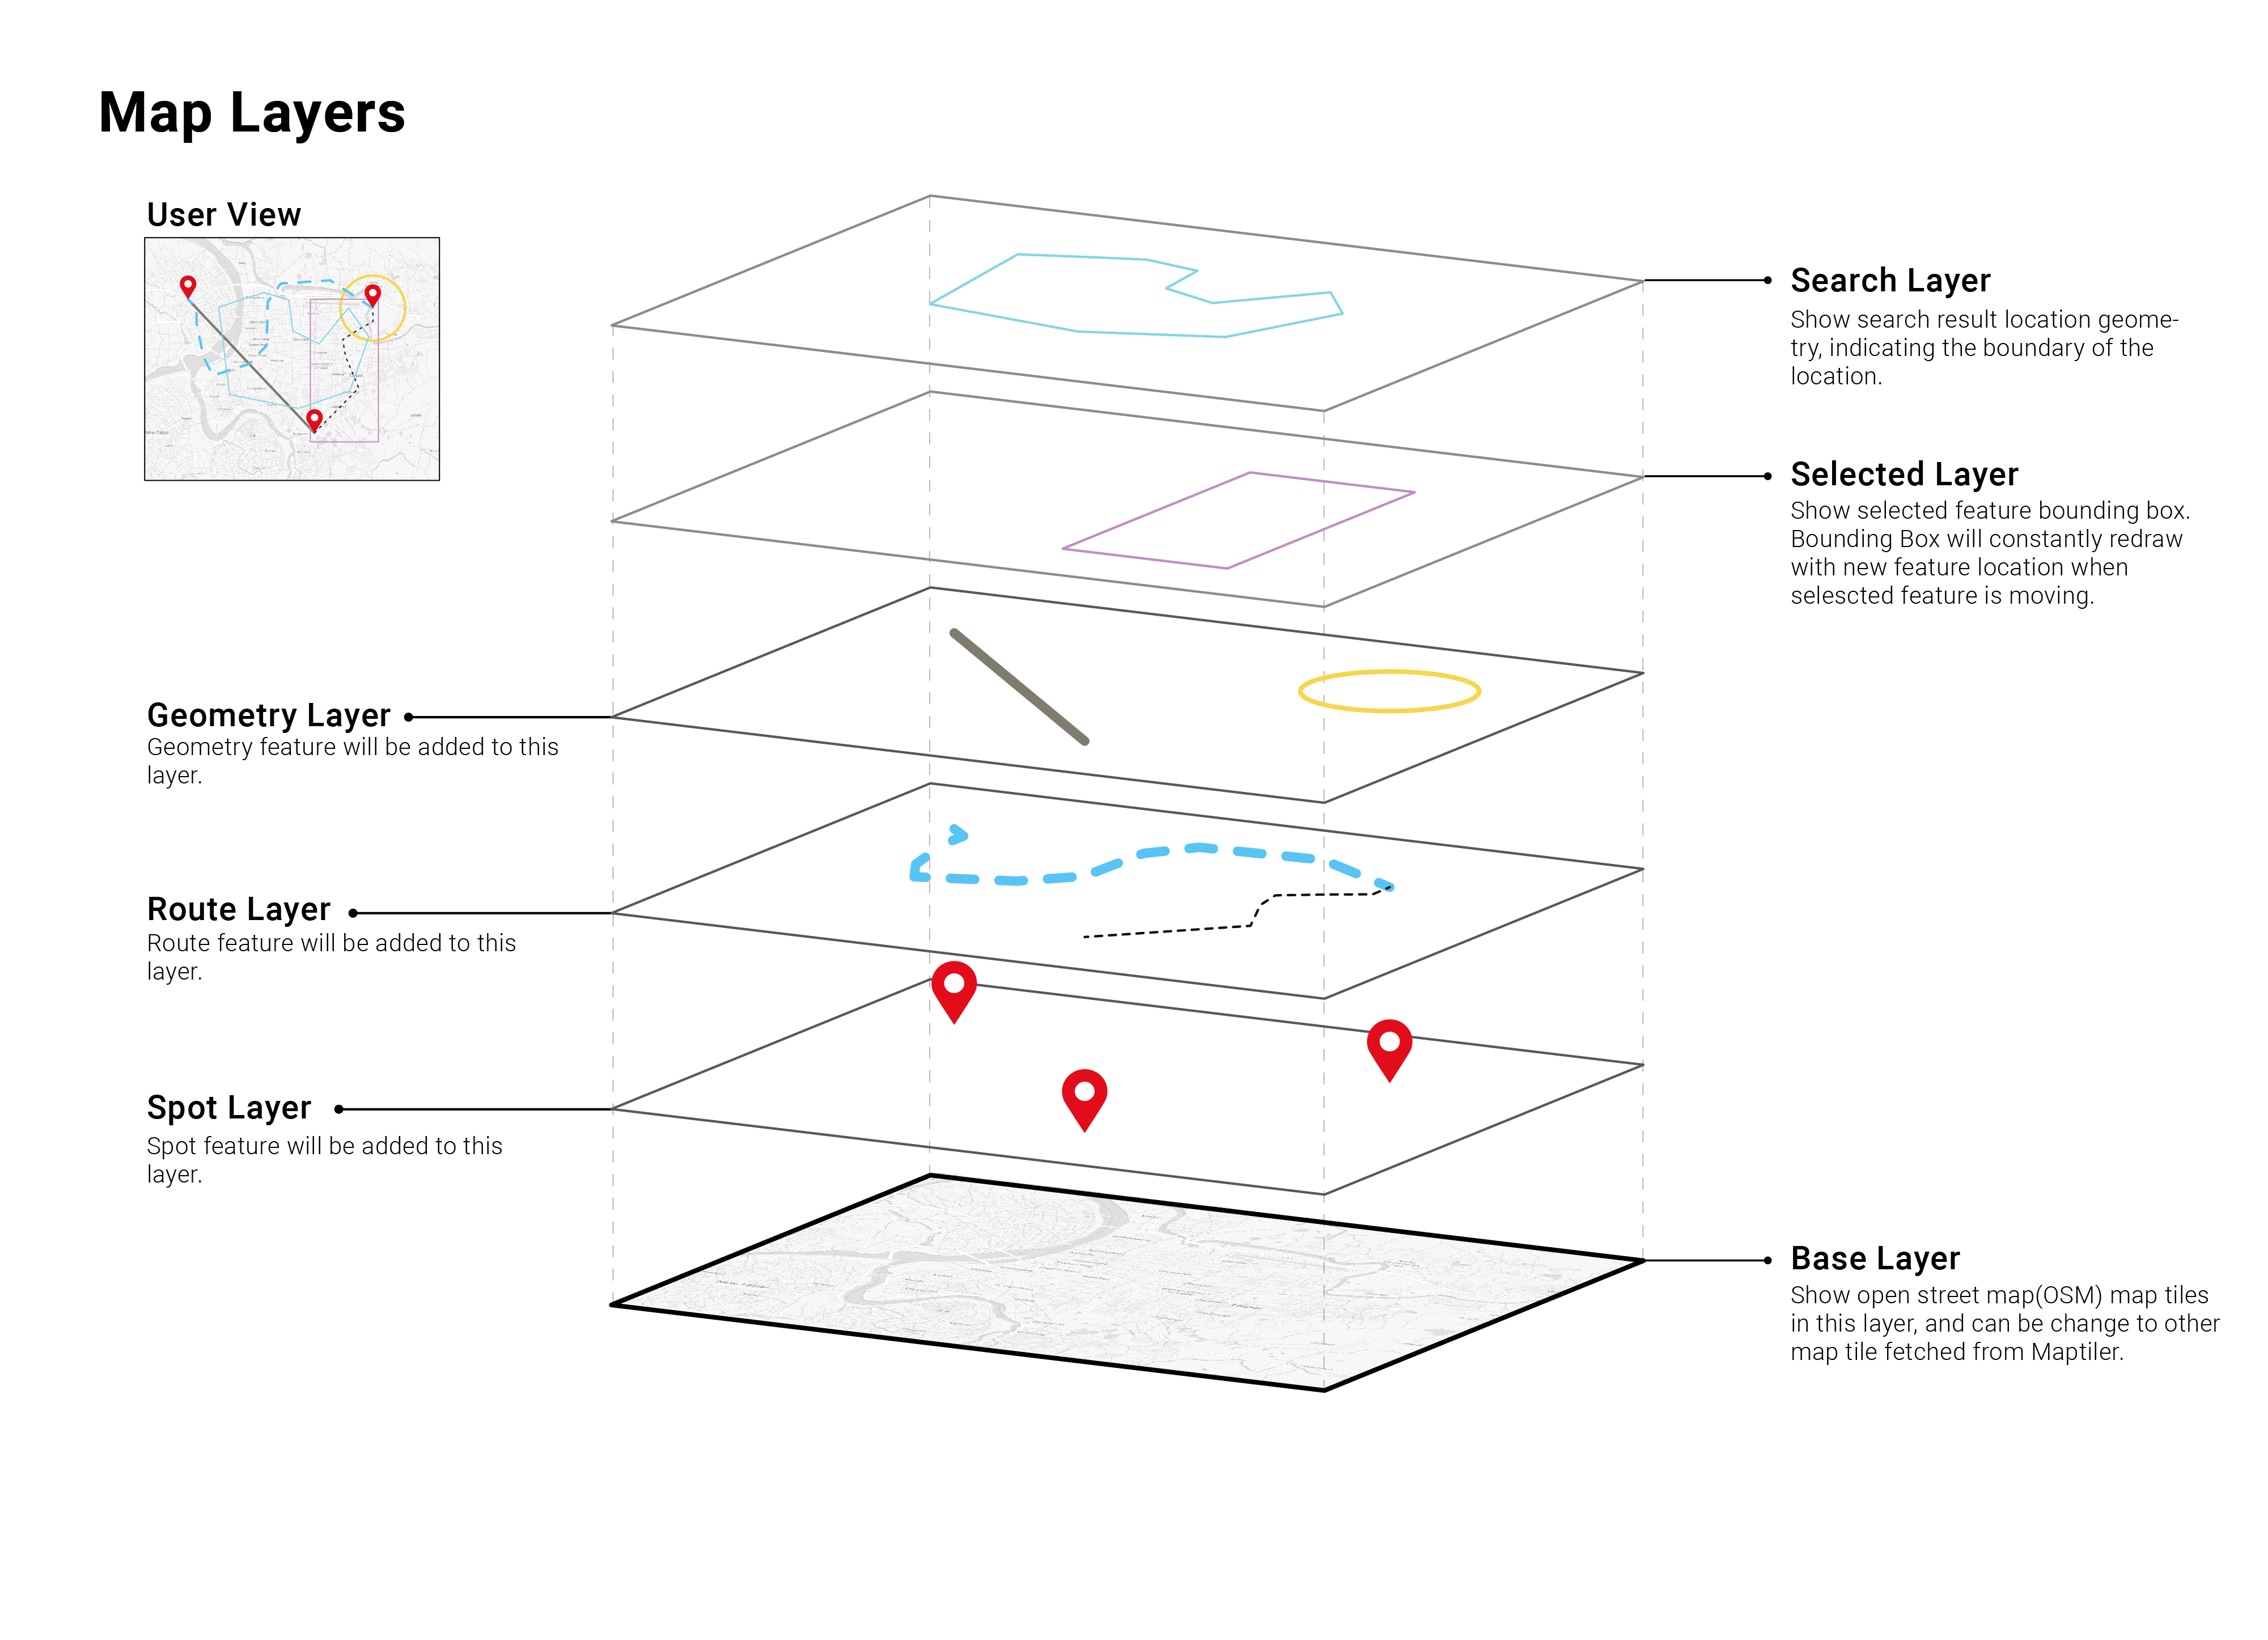 Map Layers
User View
Search Layer
Show search result location geome-
try, indicating the boundary of the
location.
Selected Layer
Show selected feature bounding box.
Bounding Box will constantly redraw
with new feature location when
selescted feature is moving.
Geometry Layer
Geometry feature will be added to this
layer.
Route Layer
Route feature will be added to this
layer.
Spot Layer
Spot feature will be added to this
layer.
Base Layer
Show open street map(OSM) map tiles
in this layer, and can be change to other
map tile fetched from Maptiler.